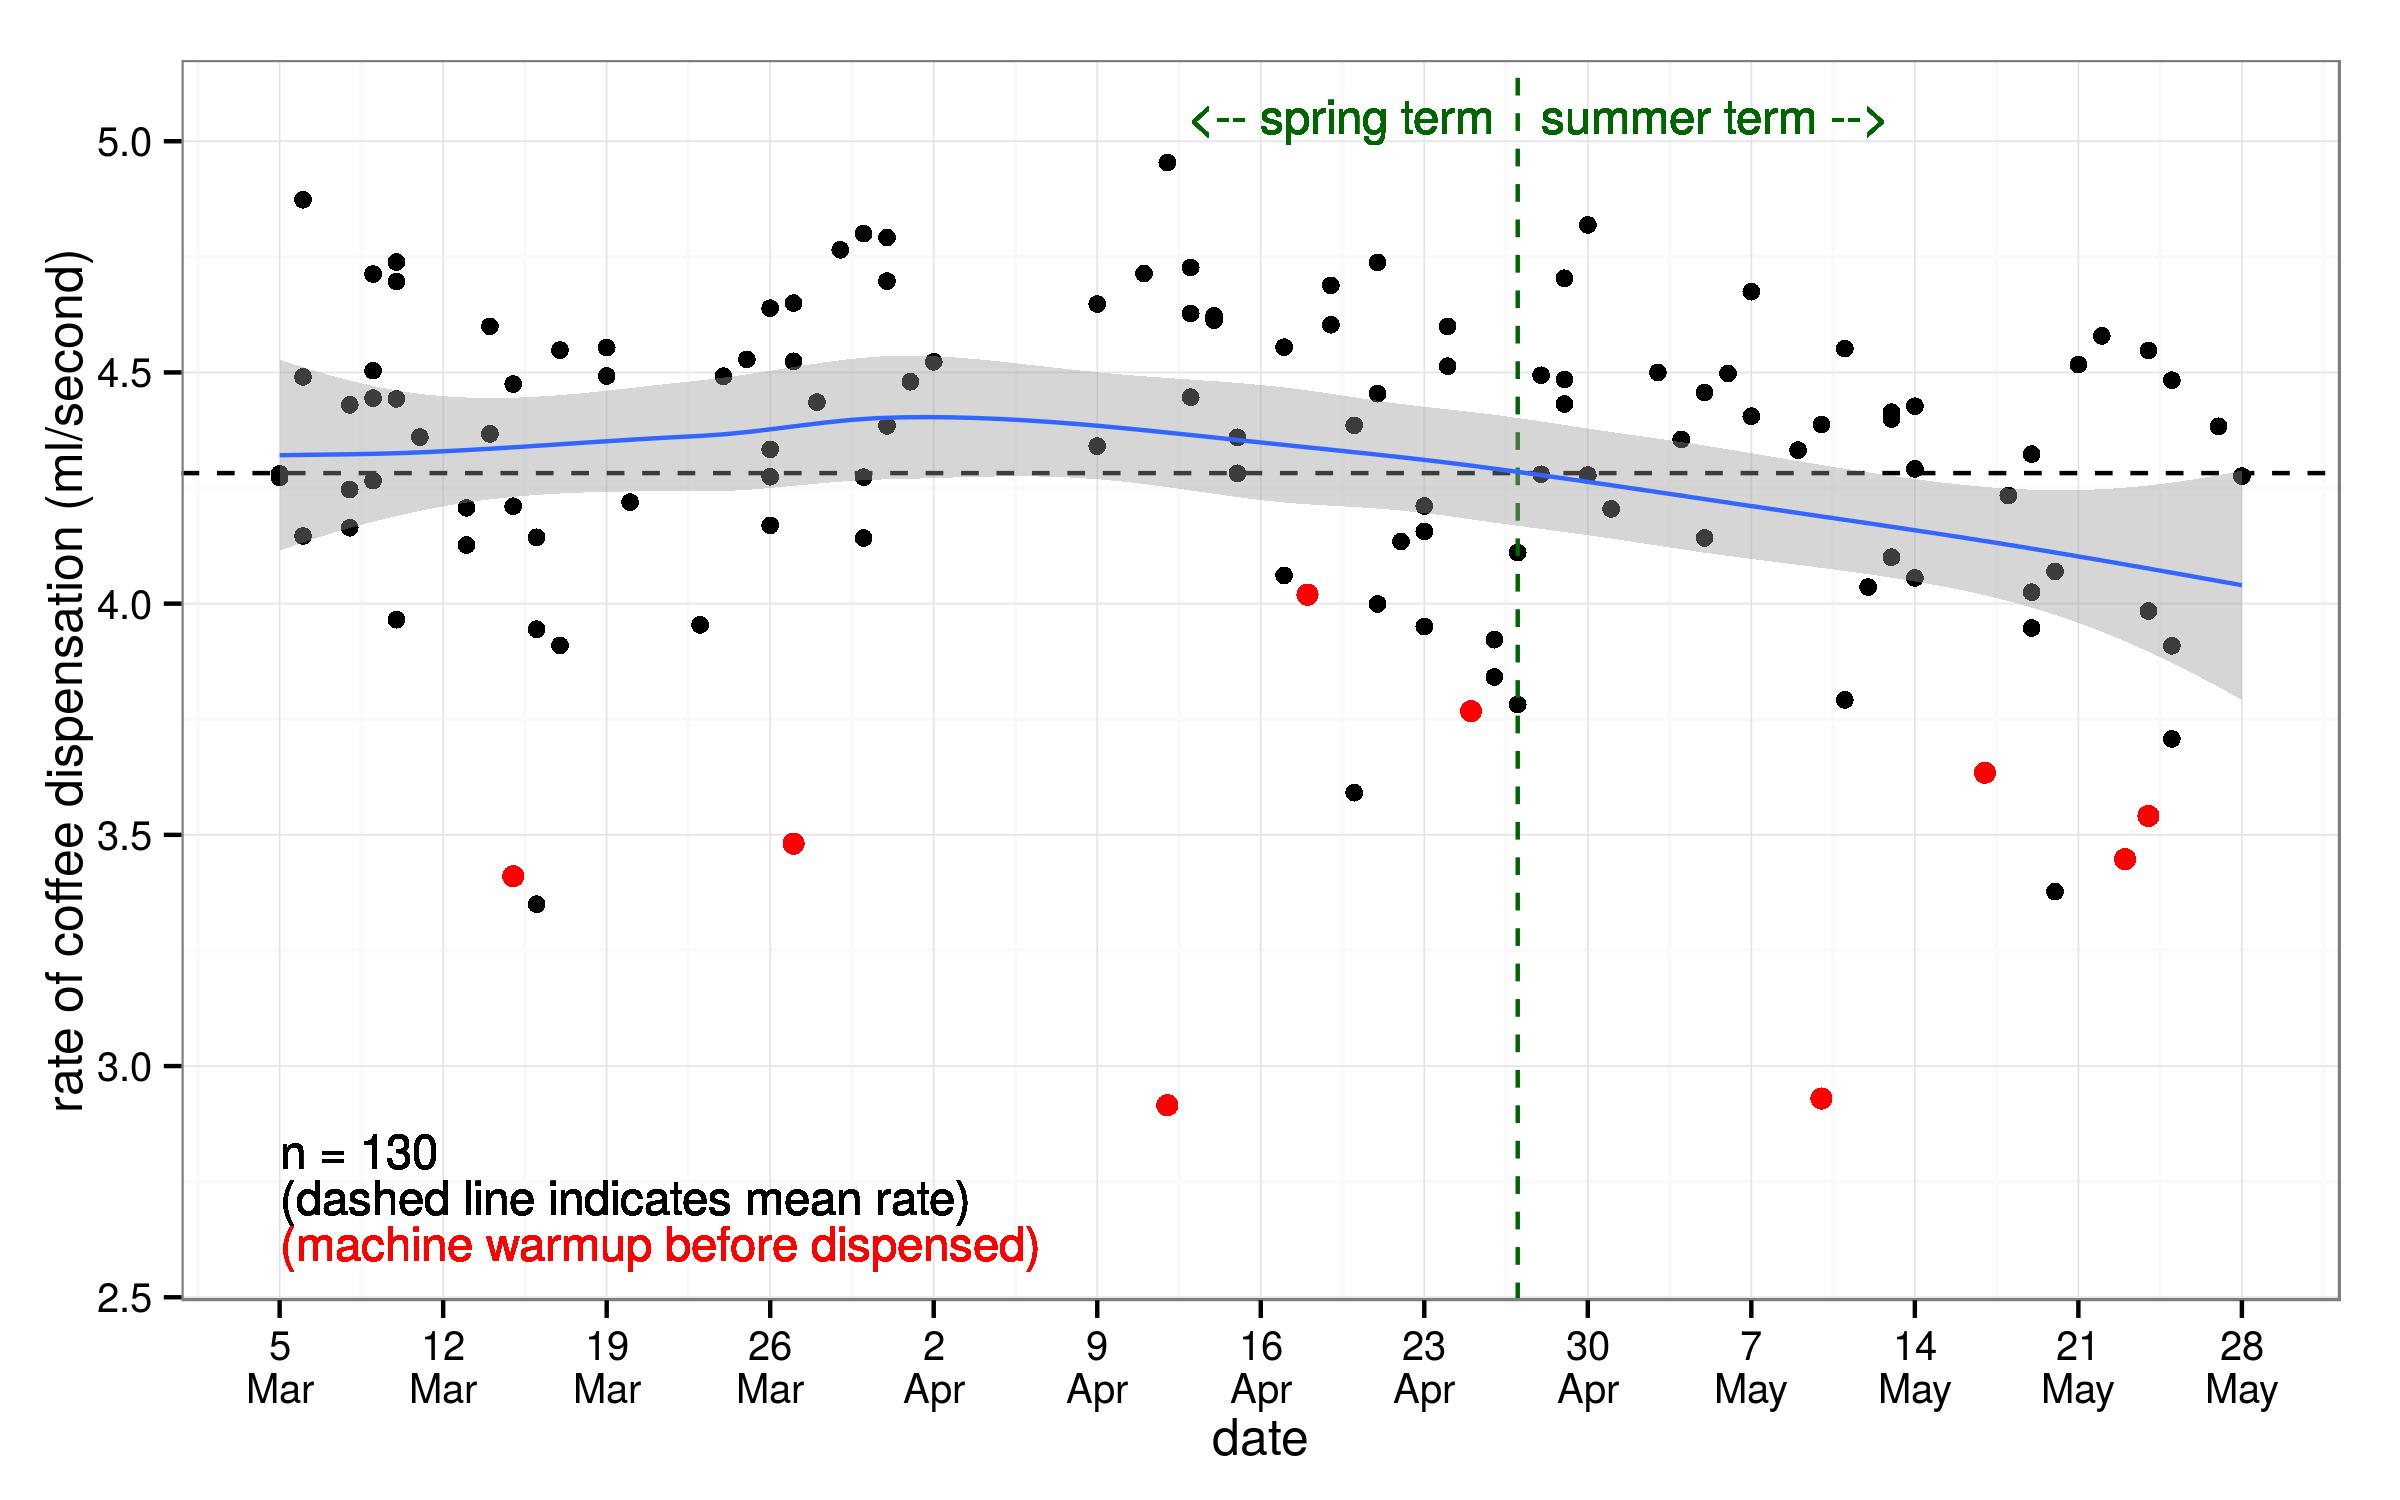 <-- spring term
summer term -->
rate of coffee dispensation (ml/second)
5.0
4.5
4.0
3.5
3.0
2.5
n = 130
(dashed line indicates mean rate)
(machine warmup before dispensed)
5 12 19 26 2 9 16 23 30 7 14 21 28
Mar Mar Mar Mar Apr Apr Apr Apr Apr May May May May
date